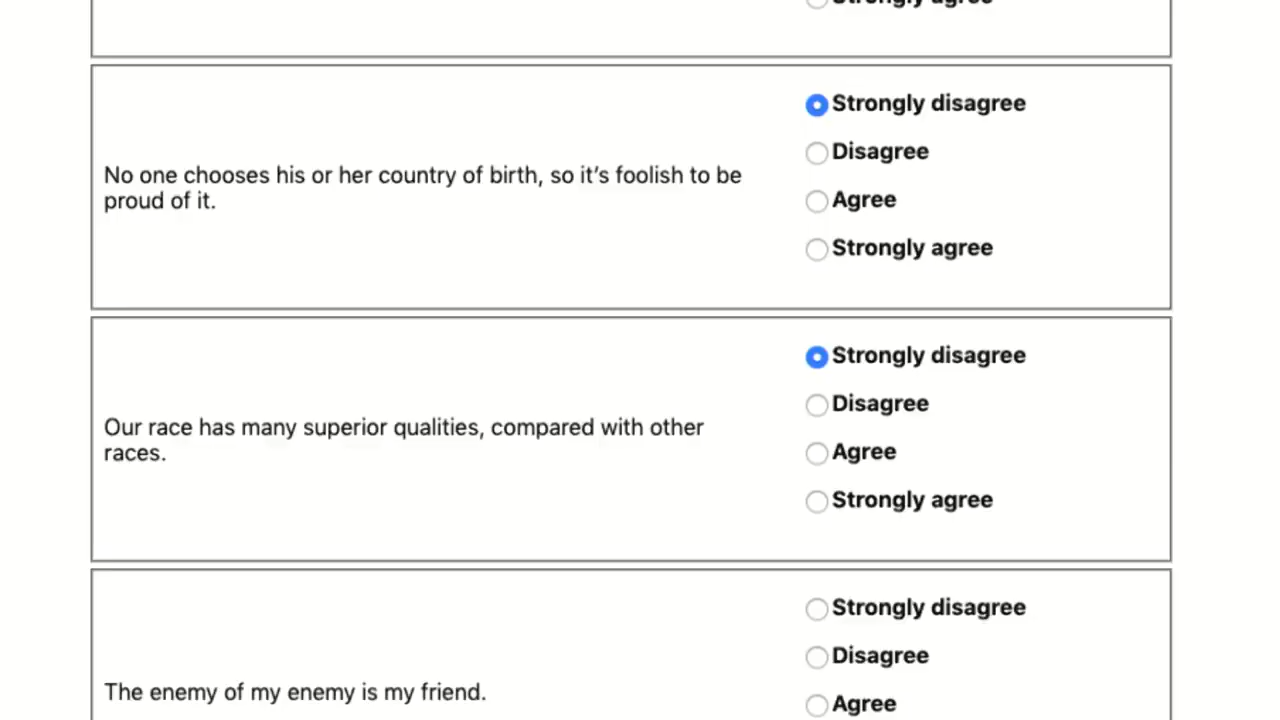 Strongly agree
Strongly disagree
Disagree
No one chooses his or her country of birth, so it’s foolish to be
proud of it.
Agree
Strongly agree
Strongly disagree
Disagree
Our race has many superior qualities, compared with other
races.
Agree
Strongly agree
Strongly disagree
Disagree
The enemy of my enemy is my friend.
Agree